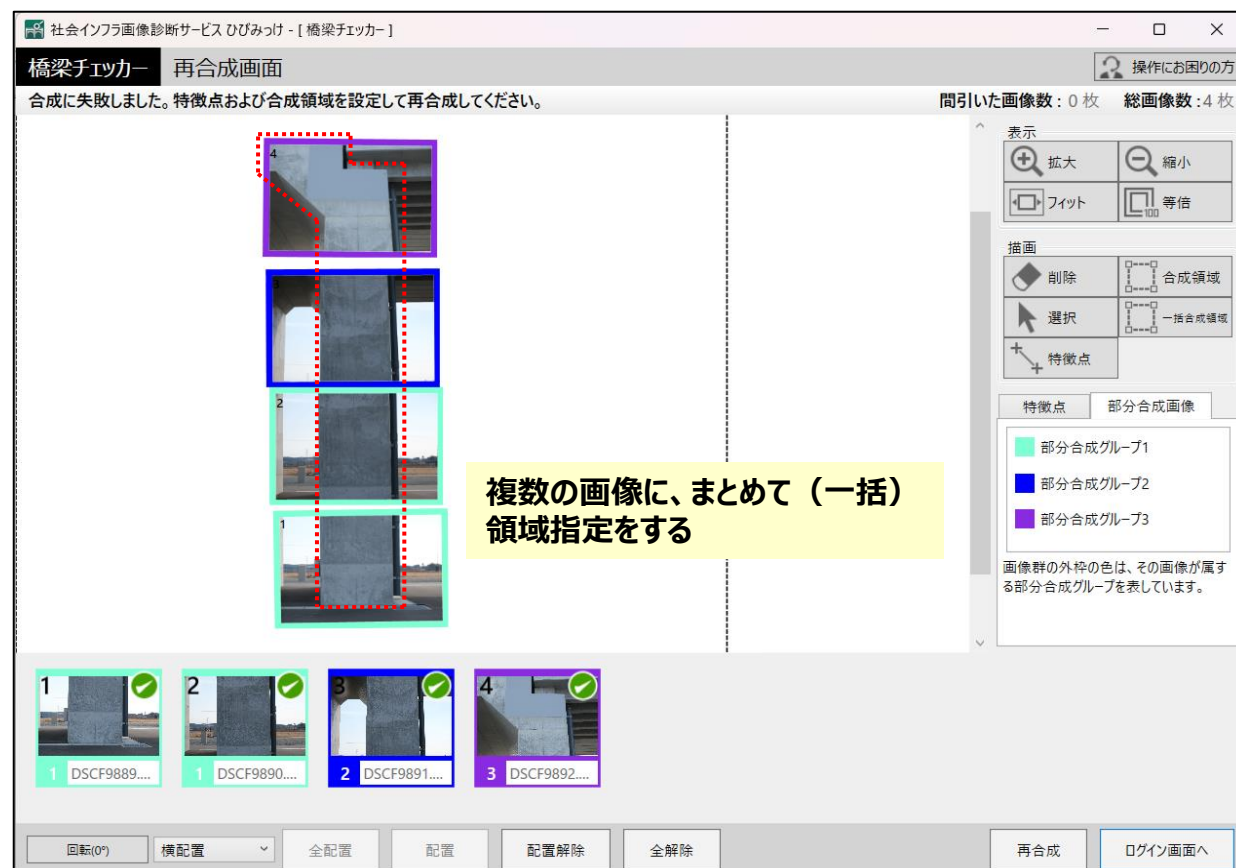 社会インフラ画像診断サービス ひびみっけ - [ 橋梁チェッカー ]
橋梁チェッカー 再合成画面 操作にお困りの方
合成に失敗しました。特徴点および合成領域を設定して再合成してください。 間引いた画像数 : 0 枚 総画像数 : 4 枚
表示
拡大 縮小
フィット 100 等倍
描画
削除 合成領域
選択 一括合成領域
特徴点
特徴点 部分合成画像
部分合成グループ1
部分合成グループ2
部分合成グループ3
画像群の外枠の色は、その画像が属す
る部分合成グループを表しています。
4
3
2
1
複数の画像に、まとめて（一括）
領域指定をする
1 2 3 4
1 DSCF9889.... 1 DSCF9890.... 2 DSCF9891.... 3 DSCF9892....
回転(0°) 横配置 全配置 配置 配置解除 全解除 再合成 ログイン画面へ